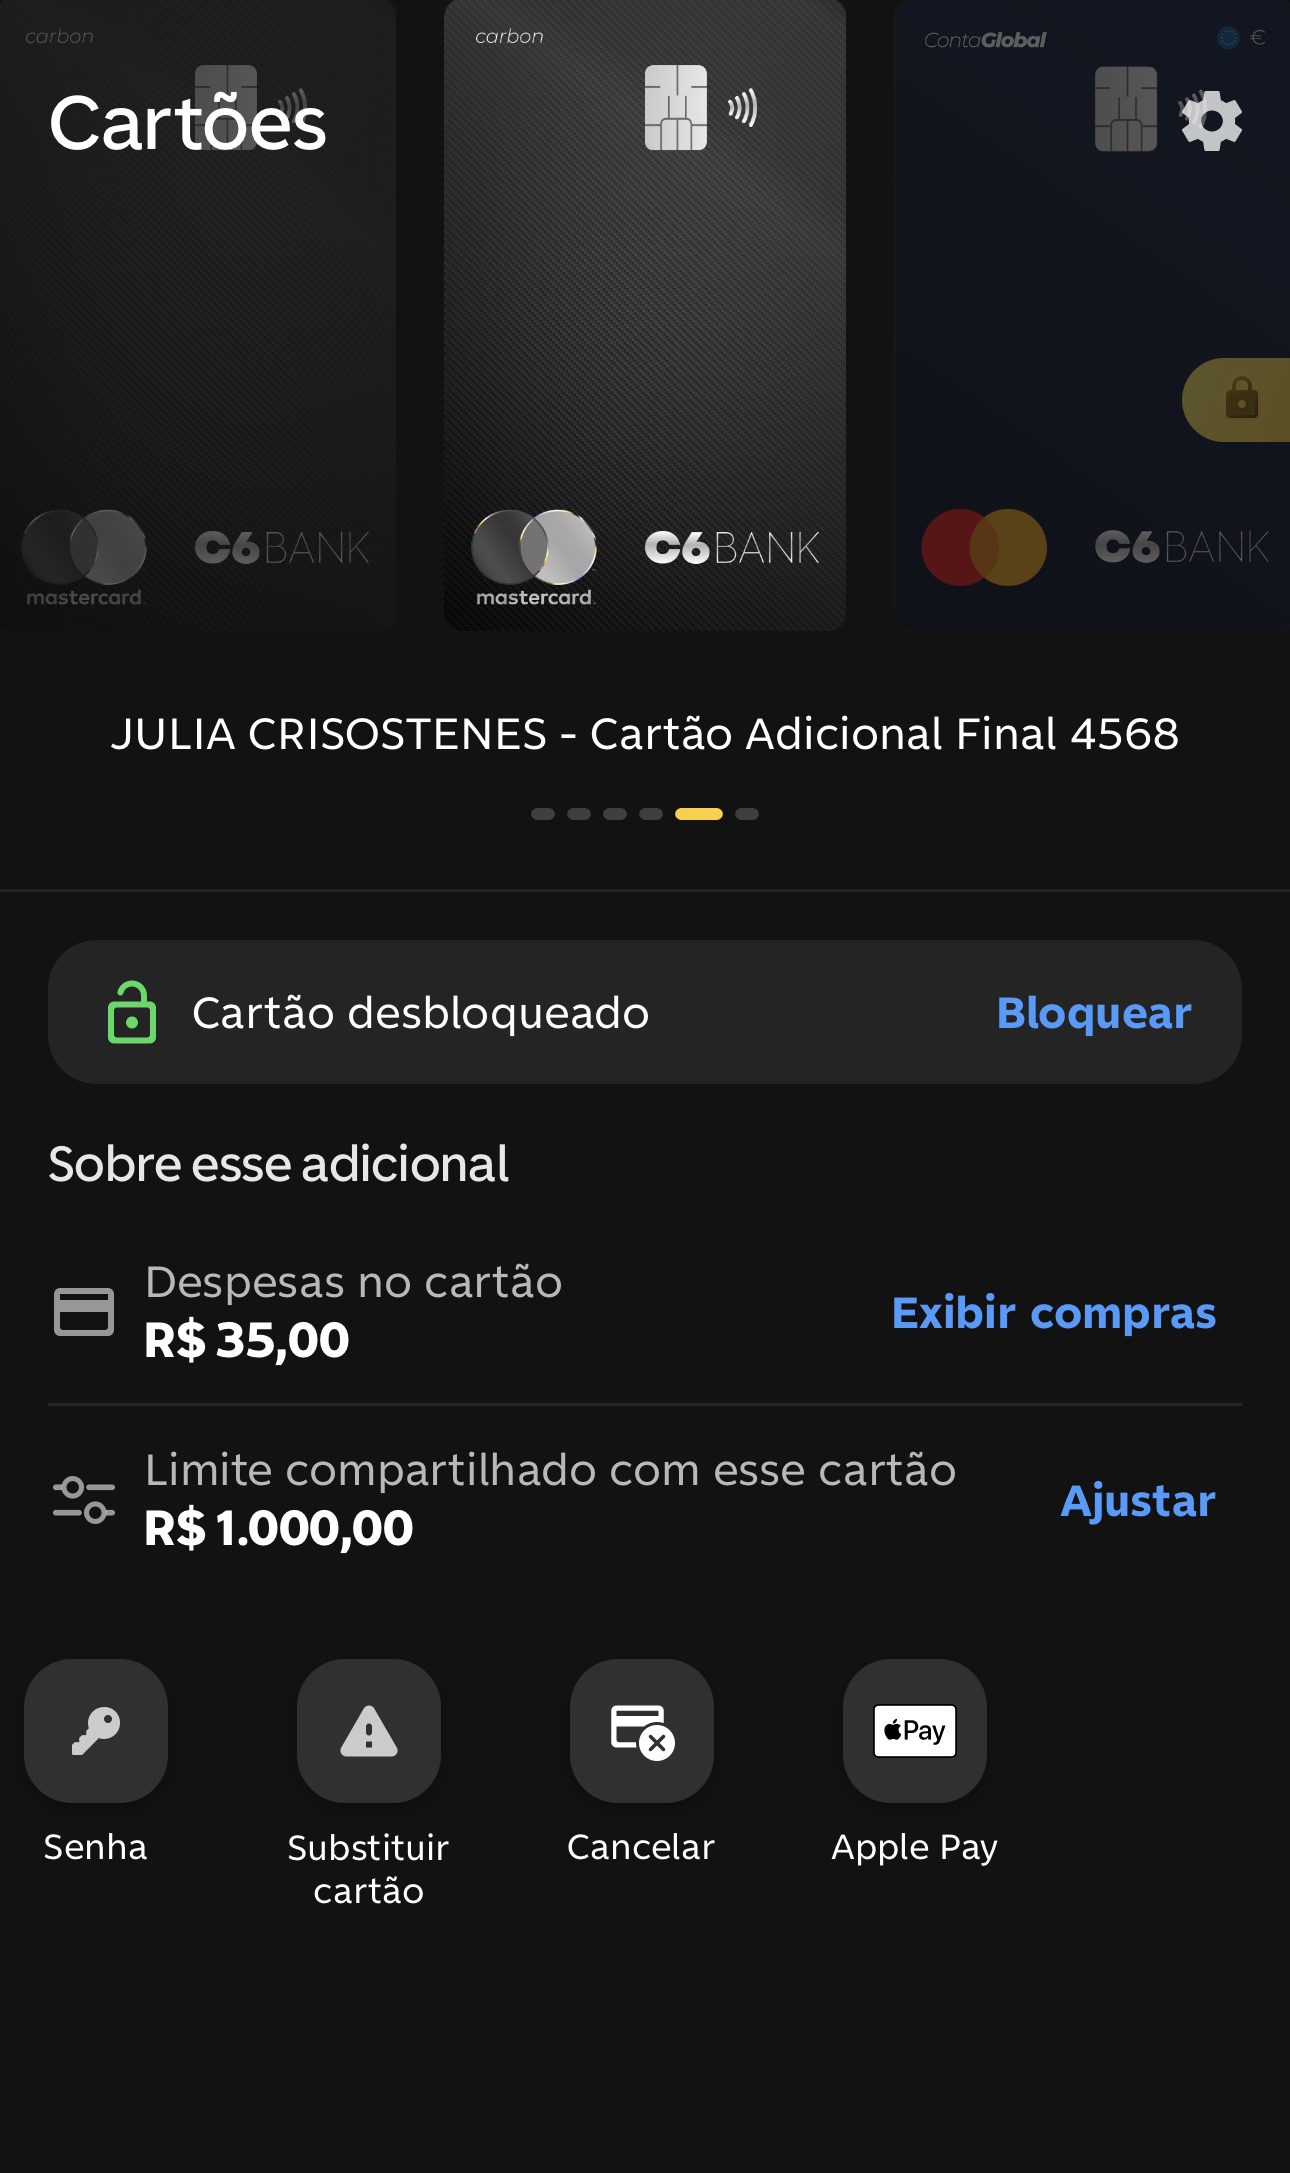 carbon
carbon
ContaGlobal €
Cartões
mastercard
C6BANK
mastercard
C6BANK
C6BANK
JULIA CRISOSTENES - Cartão Adicional Final 4568
Cartão desbloqueado Bloquear
Sobre esse adicional
Despesas no cartão
R$ 35,00
Exibir compras
Limite compartilhado com esse cartão
R$ 1.000,00
Ajustar
Pay
Senha
Substituir
cartão
Cancelar
Apple Pay